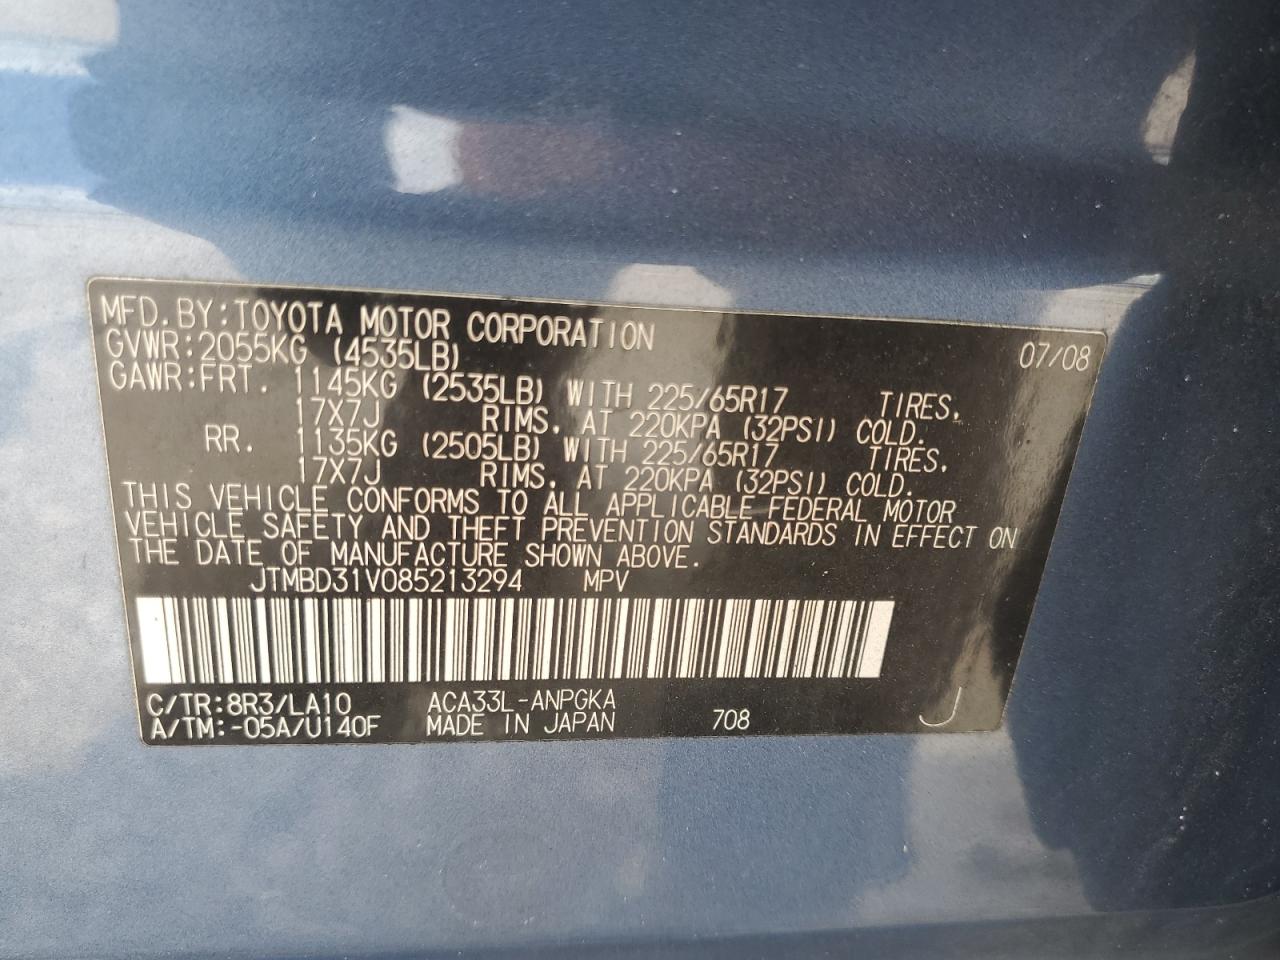 MFD.BY:TOYOTA MOTOR CORPORATION 07/08
GVWR:2055KG (4535LB)
GAWR:FRT. 1145KG (2535LB) WITH 225/65R17 TIRES,
17X7J RIMS, AT 220KPA (32PSI) COLD.
RR. 1135KG (2505LB) WITH 225/65R17 TIRES,
17X7J RIMS, AT 220KPA (32PSI) COLD.
THIS VEHICLE CONFORMS TO ALL APPLICABLE FEDERAL MOTOR
VEHICLE SAFETY AND THEFT PREVENTION STANDARDS IN EFFECT ON
THE DATE OF MANUFACTURE SHOWN ABOVE.
JTMBD31V085213294 MPV
C/TR:8R3/LA10 ACA33L-ANPGKA
A/TM:-05A/U140F MADE IN JAPAN 708 J